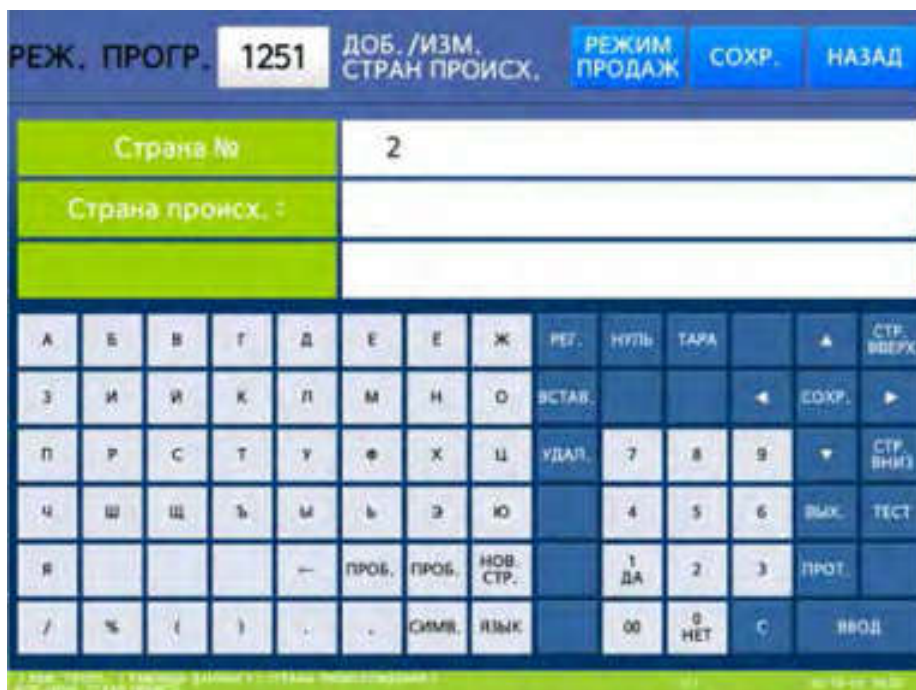 РЕЖ. ПРОГР. 1251 ДОБ./ИЗМ. СТРАН ПРОИСХ. РЕЖИМ ПРОДАЖ СОХР. НАЗАД
Страна № 2
Страна происх. :
А Б В Г Д Е Ё Ж РЕГ. НУЛЬ ТАРА ▲ СТР. ВВЕРХ
З И Й К Л М Н О ВСТАВ. ◀ СОХР. ▶
П Р С Т У Ф Х Ц УДАЛ. 7 8 9 ▼ СТР. ВНИЗ
Ч Ш Щ Ъ Ы Ь Э Ю 4 5 6 ВЫХ. ТЕСТ
Я ← ПРОБ. ПРОБ. НОВ. СТР. 1 ДА 2 3 ПРОТ.
/ % ( ) СИМВ. ЯЗЫК 00 0 НЕТ C ВВОД